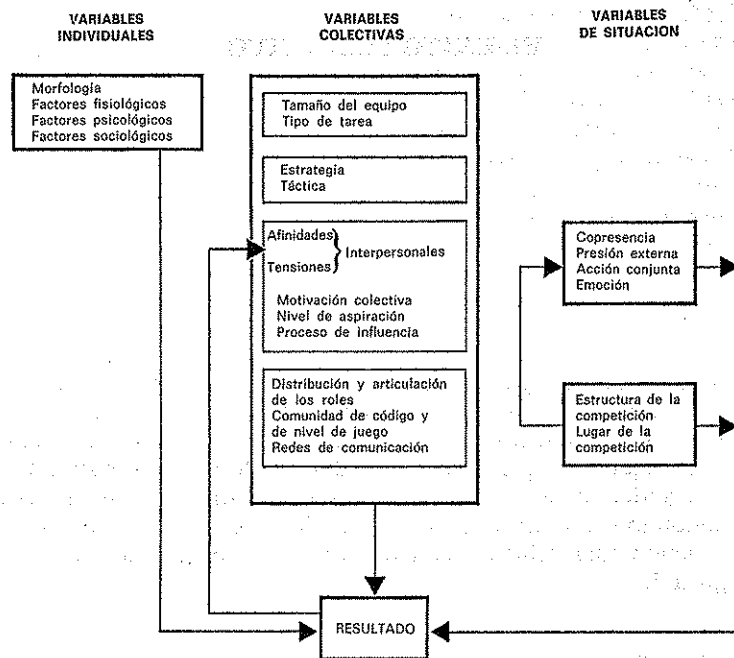 VARIABLES
INDIVIDUALES
Morfología
Factores fisiológicos
Factores psicológicos
Factores sociológicos
VARIABLES
COLECTIVAS
Tamaño del equipo
Tipo de tarea
Estrategia
Táctica
Afinidades
Tensiones
Interpersonales
Motivación colectiva
Nivel de aspiración
Proceso de influencia
Distribución y articulación
de los roles
Comunidad de código y
de nivel de juego
Redes de comunicación
VARIABLES
DE SITUACION
Copresencia
Presión externa
Acción conjunta
Emoción
Estructura de la
competición
Lugar de la
competición
RESULTADO